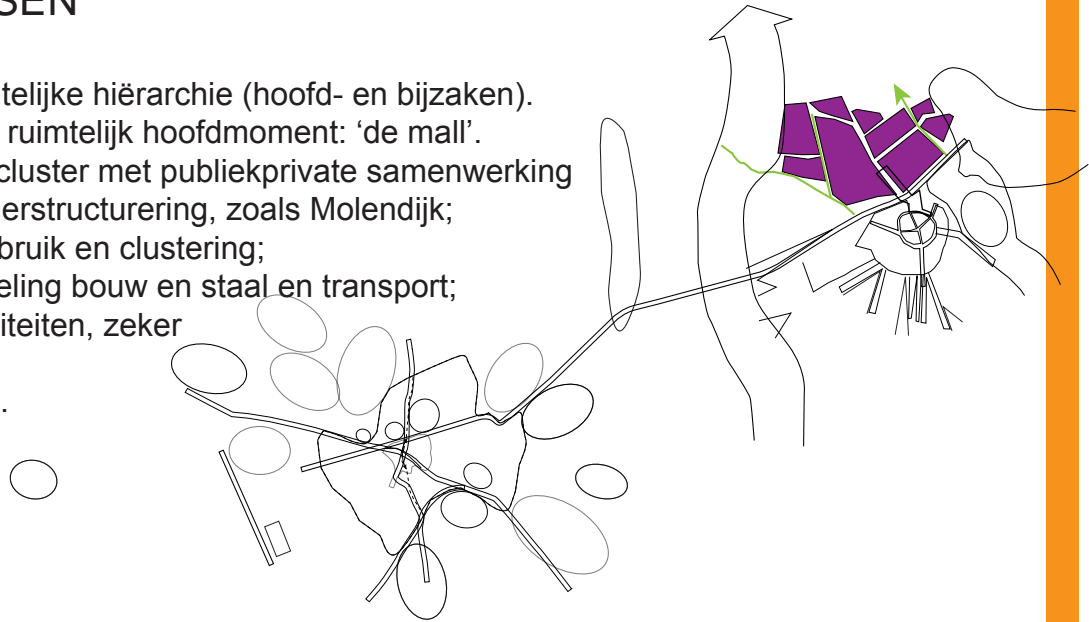 SEN
telijke hiërarchie (hoofd- en bijzaken).
ruimtelijk hoofdmoment: ‘de mall’.
cluster met publiekprivate samenwerking
erstructurering, zoals Molendijk;
bruik en clustering;
eling bouw en staal en transport;
iteiten, zeker
.